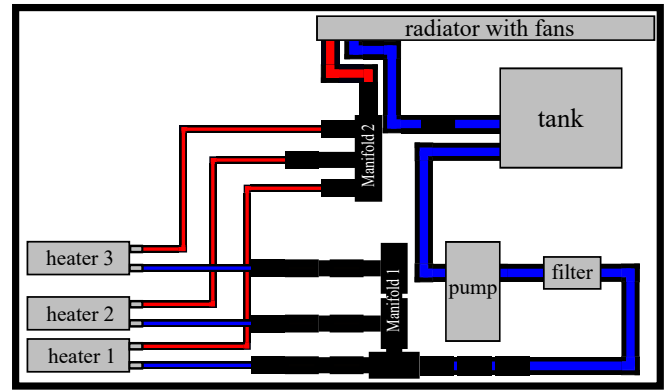 radiator with fans
tank
Manifold 2
heater 3
heater 2
heater 1
Manifold 1
pump
filter